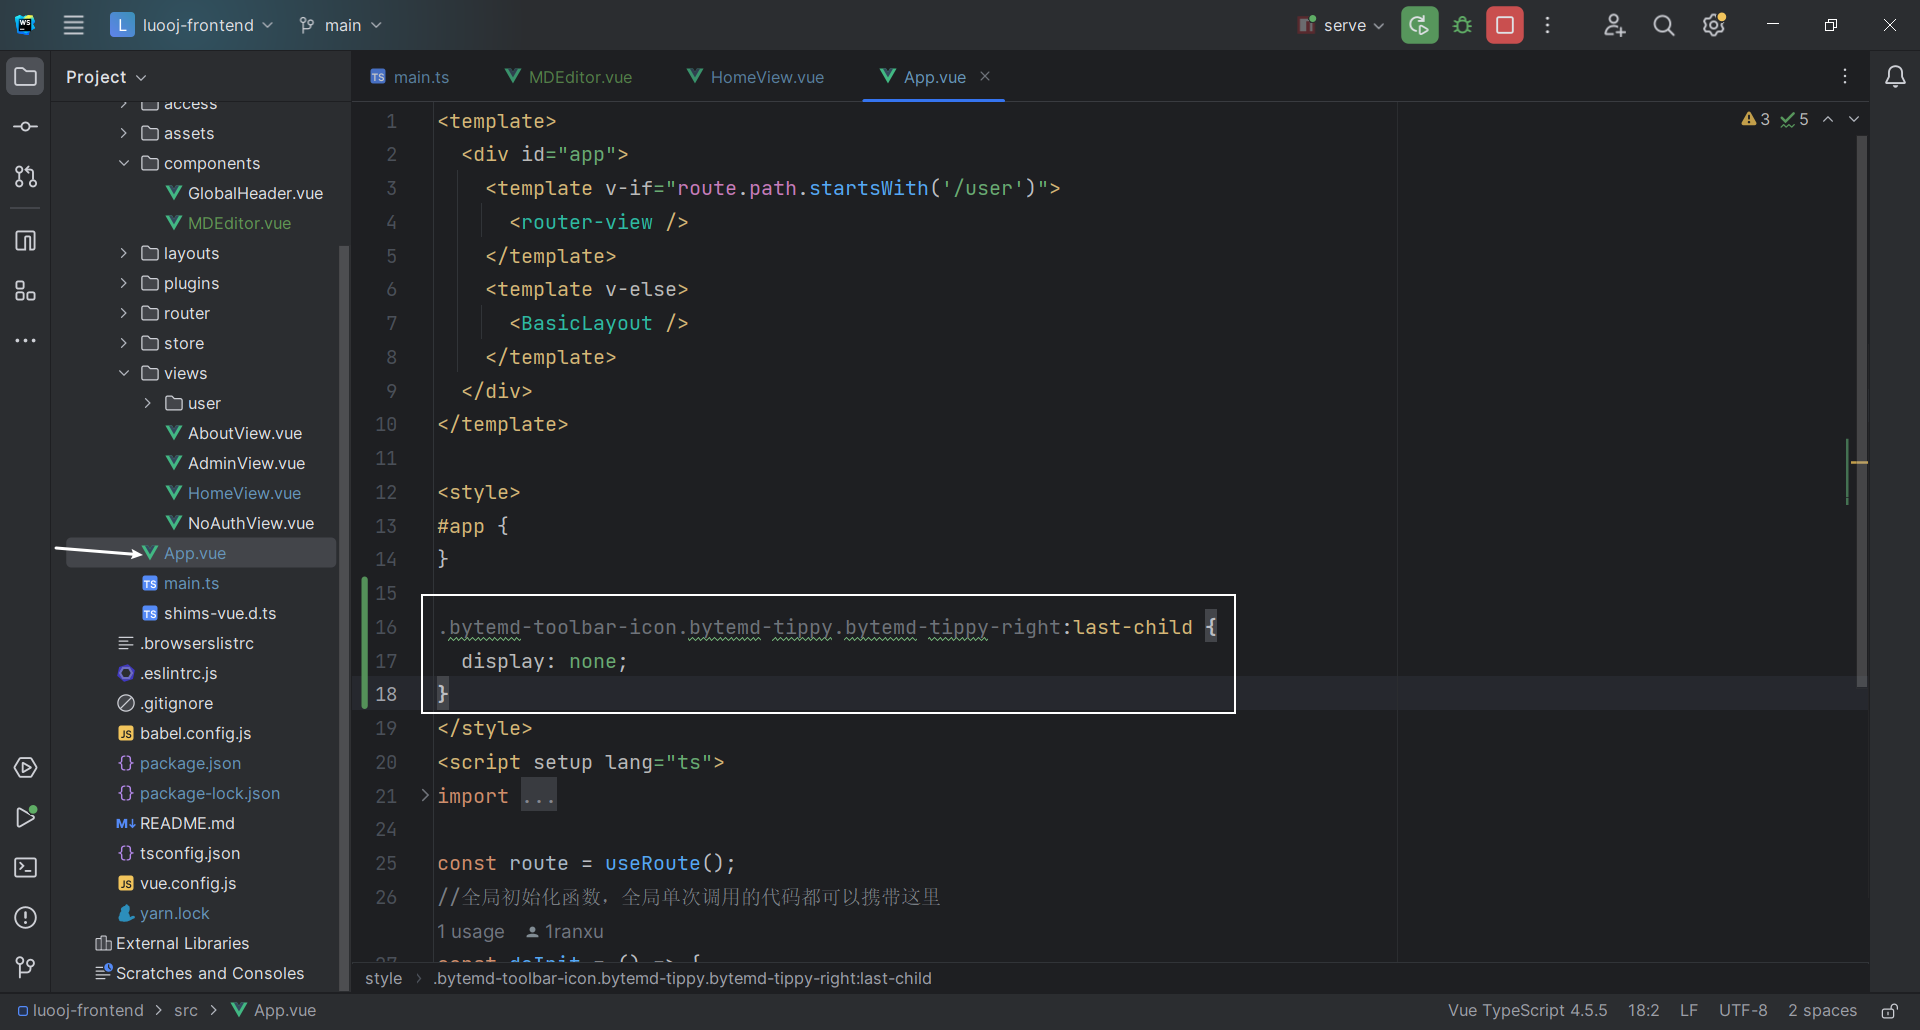 WS
L luooj-frontend
main
serve
Project
TS main.ts
MDEditor.vue
HomeView.vue
App.vue
access
assets
components
GlobalHeader.vue
MDEditor.vue
layouts
plugins
router
store
views
user
AboutView.vue
AdminView.vue
HomeView.vue
NoAuthView.vue
App.vue
TS main.ts
TS shims-vue.d.ts
.browserslistrc
.eslintrc.js
.gitignore
JS babel.config.js
{} package.json
{} package-lock.json
M↓ README.md
{} tsconfig.json
JS vue.config.js
yarn.lock
External Libraries
Scratches and Consoles
3 5
1 <template>
2 <div id="app">
3 <template v-if="route.path.startsWith('/user')">
4 <router-view />
5 </template>
6 <template v-else>
7 <BasicLayout />
8 </template>
9 </div>
10 </template>
11
12 <style>
13 #app {
14 }
15
16 .bytemd-toolbar-icon.bytemd-tippy.bytemd-tippy-right:last-child {
17 display: none;
18 }
19 </style>
20 <script setup lang="ts">
21 import ...
24
25 const route = useRoute();
26 //全局初始化函数，全局单次调用的代码都可以携带这里
1 usage 1ranxu
27 const doInit = () => {
style > .bytemd-toolbar-icon.bytemd-tippy.bytemd-tippy-right:last-child
luooj-frontend > src > App.vue
Vue TypeScript 4.5.5 18:2 LF UTF-8 2 spaces